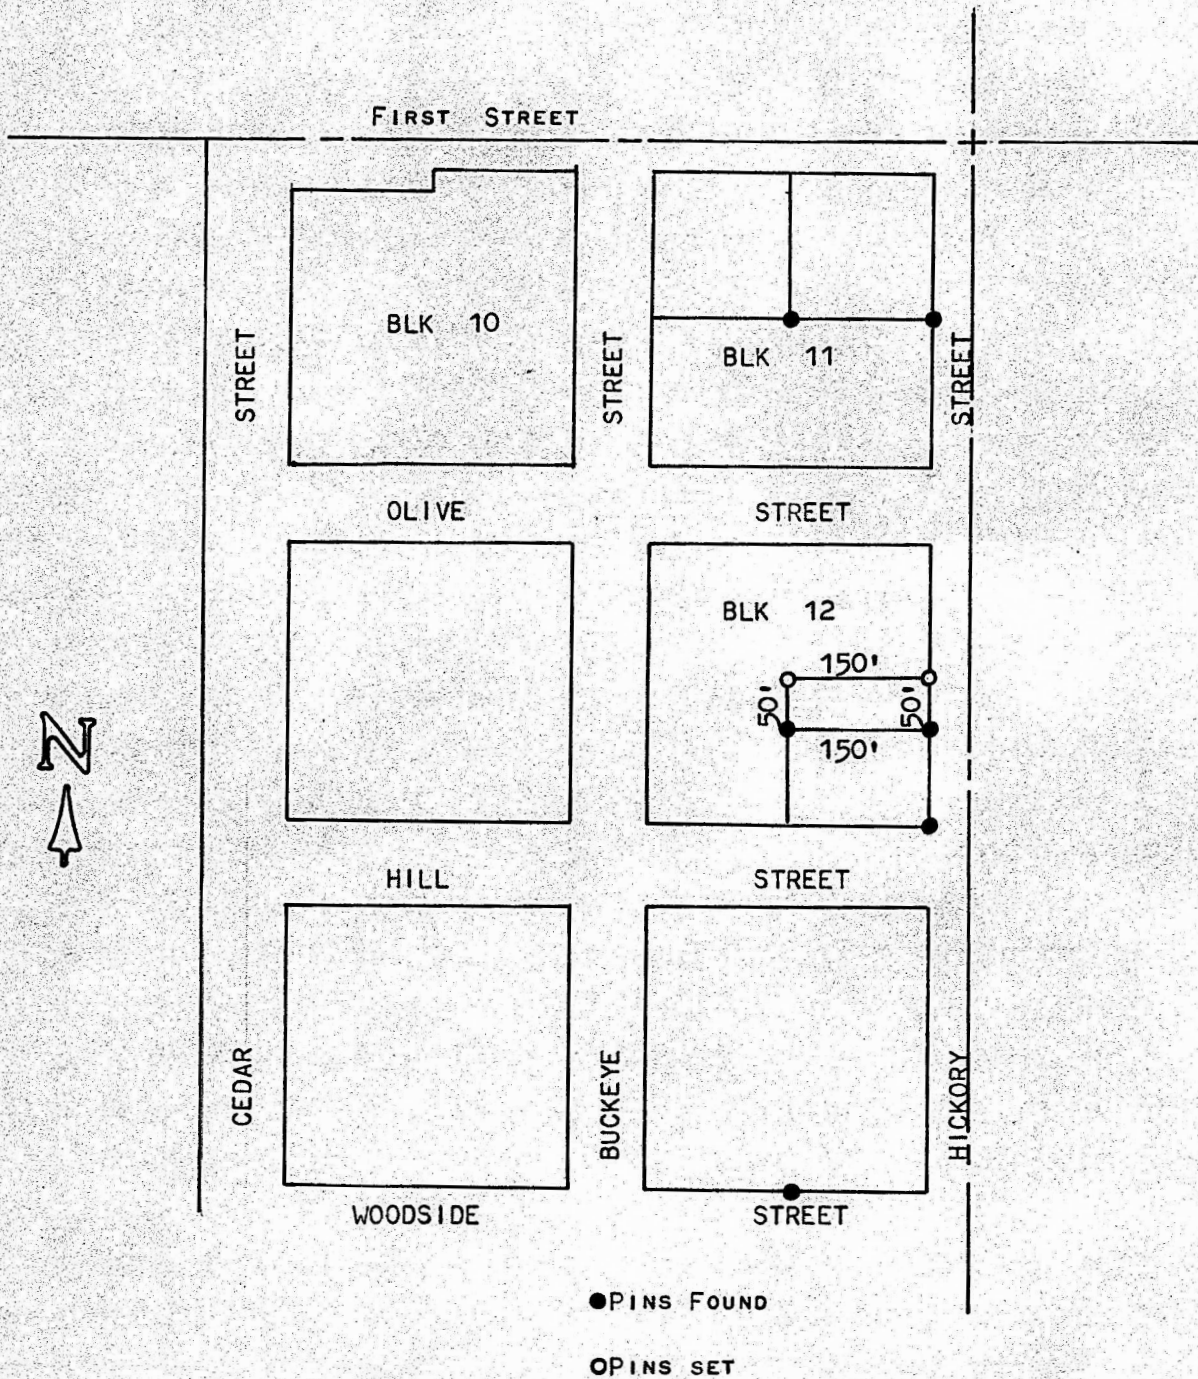 FIRST STREET
BLK 10
BLK 11
STREET
STREET
STREET
OLIVE STREET
BLK 12
150'
50'
50'
150'
N
HILL STREET
CEDAR
BUCKEYE
HICKORY
WOODSIDE STREET
PINS FOUND
PINS SET